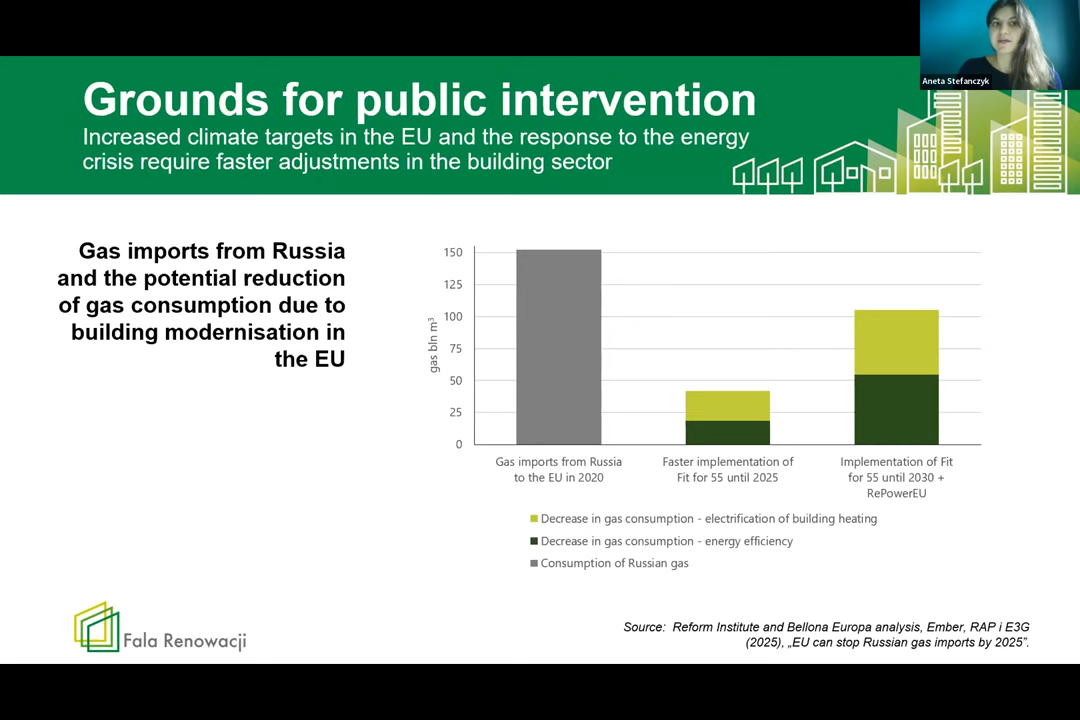 Aneta Stefanczyk
Grounds for public intervention
Increased climate targets in the EU and the response to the energy
crisis require faster adjustments in the building sector
Gas imports from Russia
and the potential reduction
of gas consumption due to
building modernisation in
the EU
gas bln m³
150
125
100
75
50
25
0
Gas imports from Russia
to the EU in 2020
Faster implementation of
Fit for 55 until 2025
Implementation of Fit
for 55 until 2030 +
RePowerEU
Decrease in gas consumption - electrification of building heating
Decrease in gas consumption - energy efficiency
Consumption of Russian gas
Fala Renowacji
Source: Reform Institute and Bellona Europa analysis, Ember, RAP i E3G
(2025), „EU can stop Russian gas imports by 2025”.